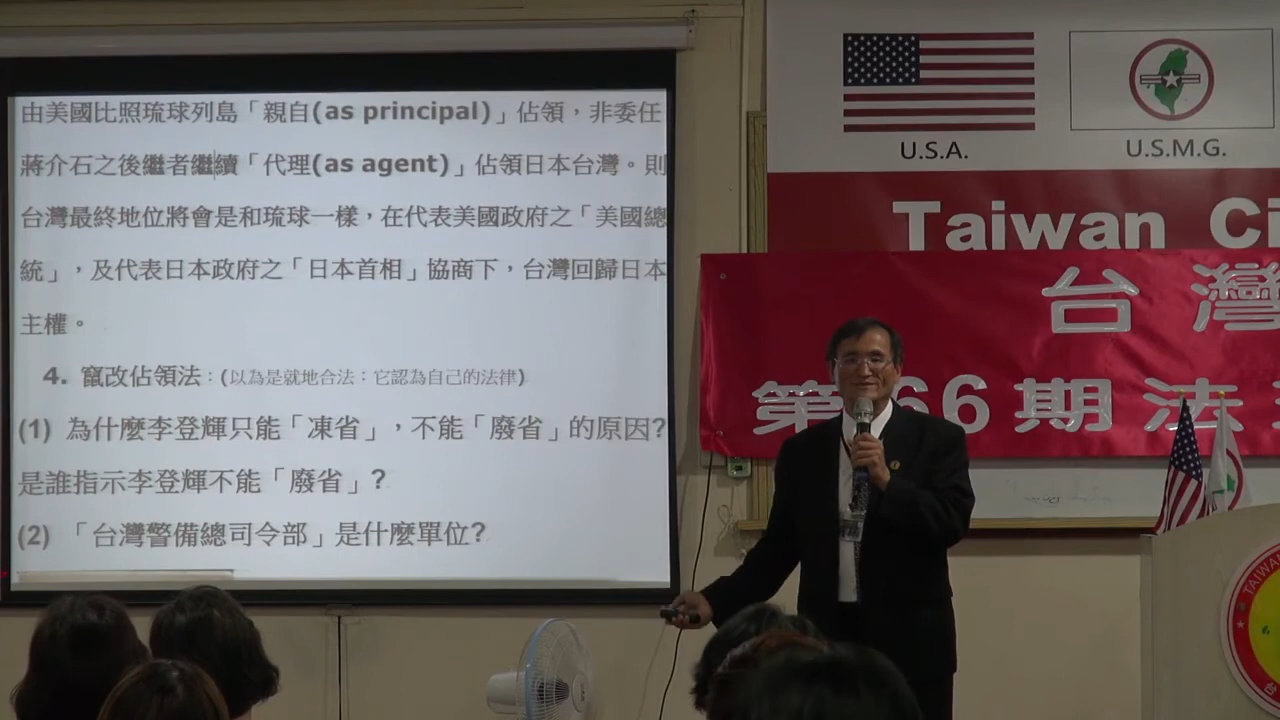 由美國比照琉球列島「親自(as principal)」佔領，非委任
蔣介石之後繼者繼續「代理(as agent)」佔領日本台灣。則
台灣最終地位將會是和琉球一樣，在代表美國政府之「美國總
統」，及代表日本政府之「日本首相」協商下，台灣回歸日本
主權。
4. 竄改佔領法：(以為是就地合法：它認為自己的法律)
(1) 為什麼李登輝只能「凍省」，不能「廢省」的原因?
是誰指示李登輝不能「廢省」?
(2) 「台灣警備總司令部」是什麼單位?
U.S.A.
U.S.M.G.
Taiwan Ci
台灣
第66期法
TAIWAN